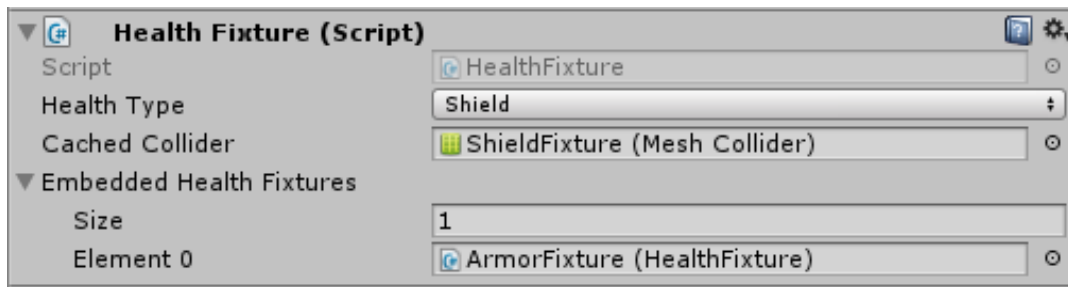 Health Fixture (Script)
Script HealthFixture
Health Type Shield
Cached Collider ShieldFixture (Mesh Collider)
Embedded Health Fixtures
Size 1
Element 0 ArmorFixture (HealthFixture)